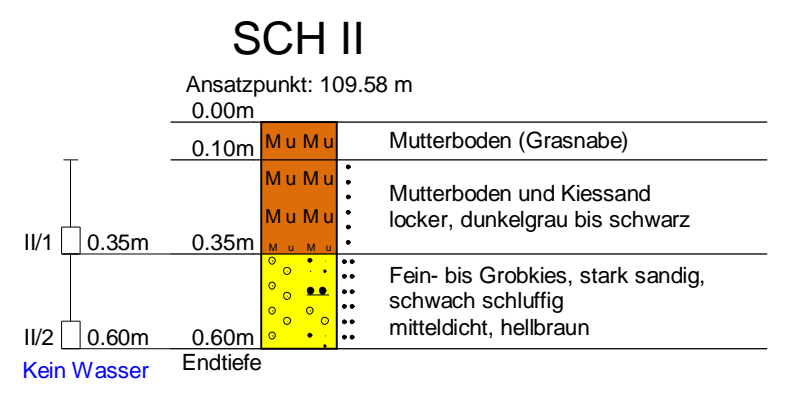 SCH II
Ansatzpunkt: 109.58 m
0.00m
0.10m Mu Mu Mutterboden (Grasnabe)
Mu Mu
Mutterboden und Kiessand
Mu Mu locker, dunkelgrau bis schwarz
II/1 0.35m 0.35m Mu Mu
Fein- bis Grobkies, stark sandig,
schwach schluffig
mitteldicht, hellbraun
II/2 0.60m 0.60m
Kein Wasser Endtiefe